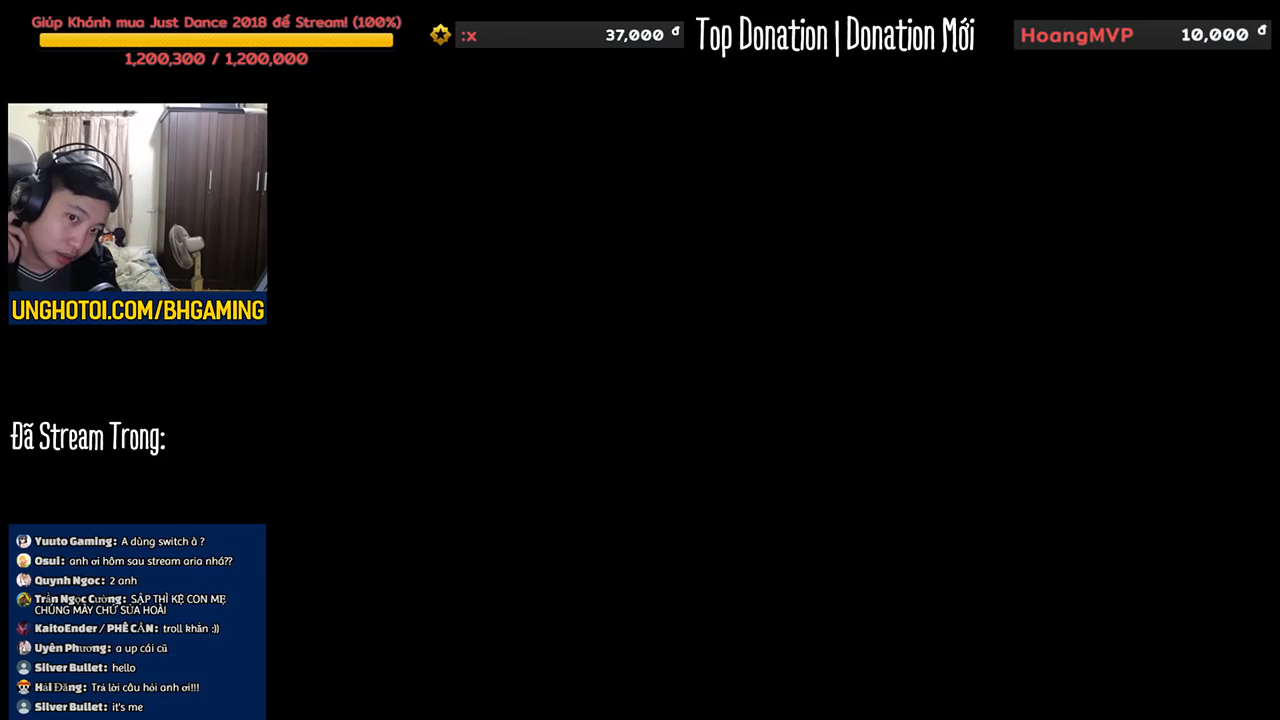 Giúp Khánh mua Just Dance 2018 để Stream! (100%)
1,200,300 / 1,200,000
:x 37,000 đ
Top Donation | Donation Mới
HoangMVP 10,000 đ
UNGHOTOI.COM/BHGAMING
Đã Stream Trong:
Yuuto Gaming: A dùng switch à ?
Osui: anh ơi hôm sau stream aria nhá??
Quynh Ngoc: 2 anh
Trần Ngọc Cường: SẬP THÌ KỆ CON MẸ
CHÚNG MÀY CHỨ SỦA HOÀI
KaitoEnder / PHÊ CẦN: troll khắn :))
Uyên Phương: a up cái cũ
Silver Bullet: hello
Hải Đăng: Trả lời câu hỏi anh ơi!!!
Silver Bullet: it's me